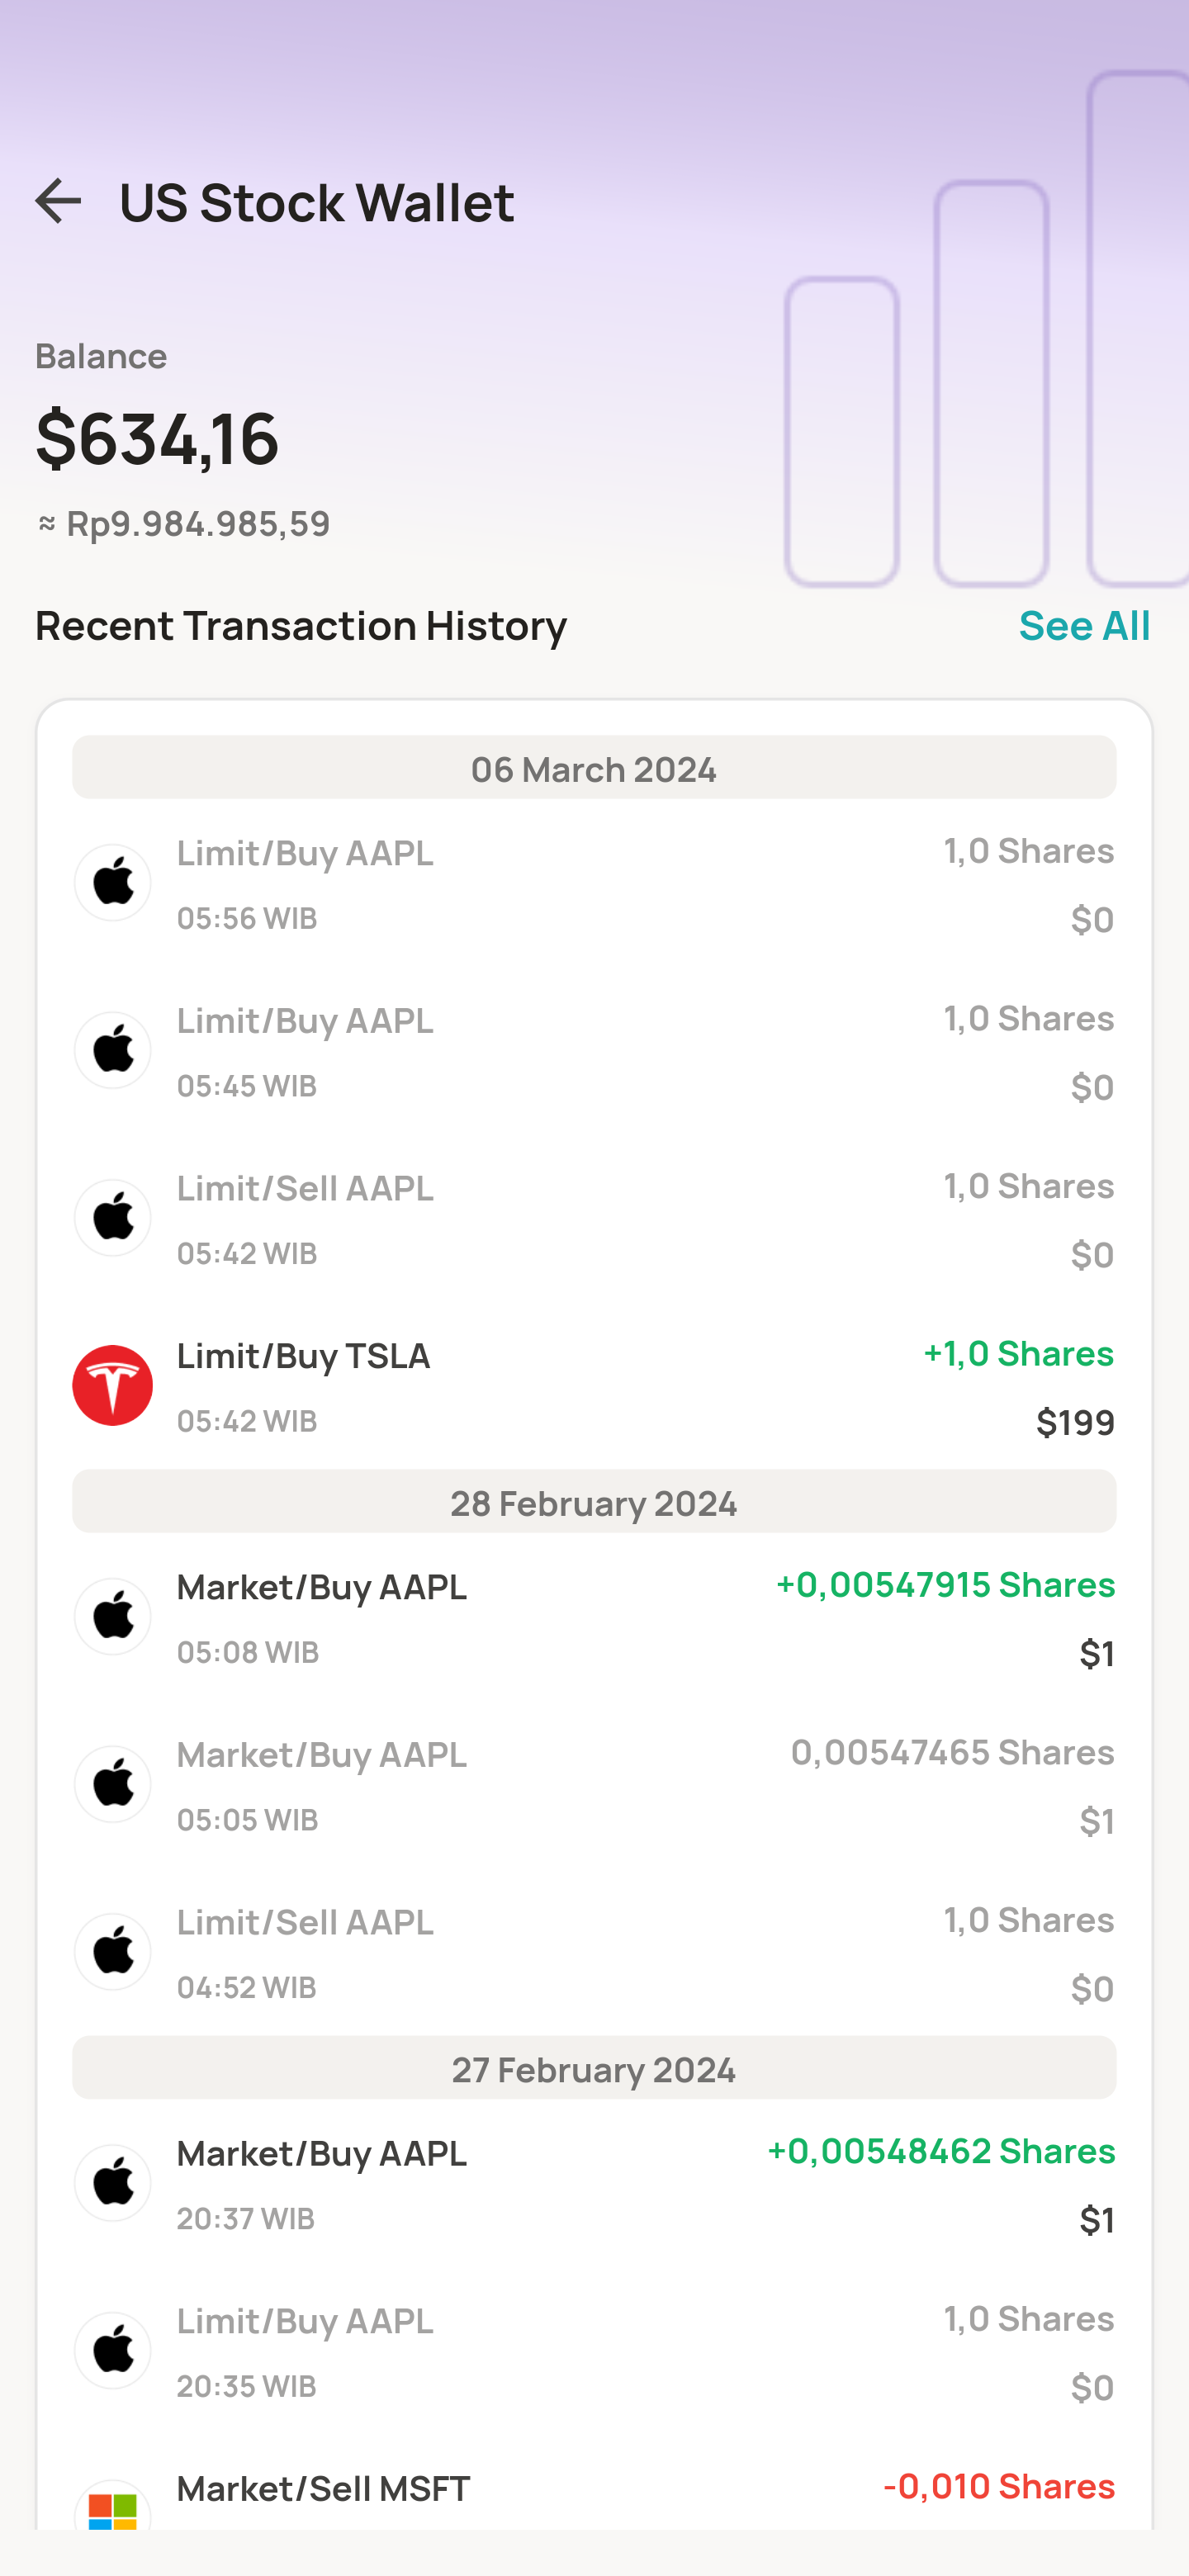 US Stock Wallet
Balance
$634,16
≈ Rp9.984.985,59
Recent Transaction History See All
06 March 2024
Limit/Buy AAPL 1,0 Shares
05:56 WIB $0
Limit/Buy AAPL 1,0 Shares
05:45 WIB $0
Limit/Sell AAPL 1,0 Shares
05:42 WIB $0
Limit/Buy TSLA +1,0 Shares
05:42 WIB $199
28 February 2024
Market/Buy AAPL +0,00547915 Shares
05:08 WIB $1
Market/Buy AAPL 0,00547465 Shares
05:05 WIB $1
Limit/Sell AAPL 1,0 Shares
04:52 WIB $0
27 February 2024
Market/Buy AAPL +0,00548462 Shares
20:37 WIB $1
Limit/Buy AAPL 1,0 Shares
20:35 WIB $0
Market/Sell MSFT -0,010 Shares